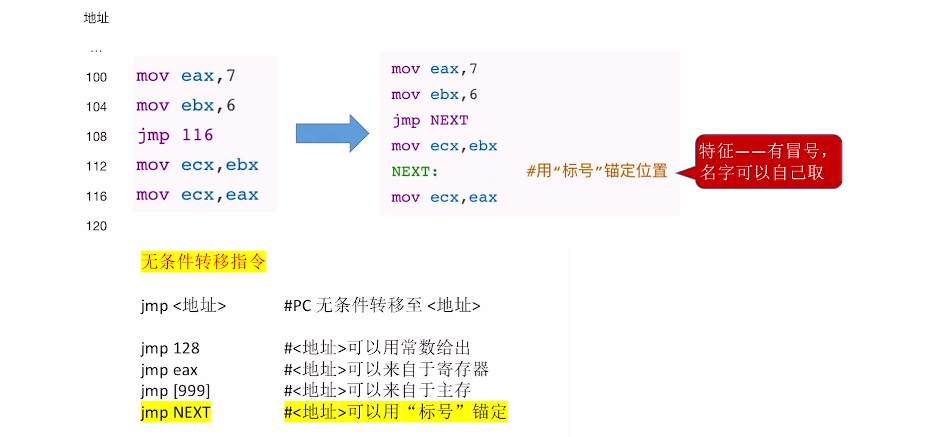 地址
...
100 mov eax,7
104 mov ebx,6
108 jmp 116
112 mov ecx,ebx
116 mov ecx,eax
120
mov eax,7
mov ebx,6
jmp NEXT
mov ecx,ebx
NEXT: #用“标号”锚定位置
mov ecx,eax
特征——有冒号，
名字可以自己取
无条件转移指令
jmp <地址> #PC 无条件转移至 <地址>
jmp 128 #<地址>可以用常数给出
jmp eax #<地址>可以来自于寄存器
jmp [999] #<地址>可以来自于主存
jmp NEXT #<地址>可以用“标号”锚定